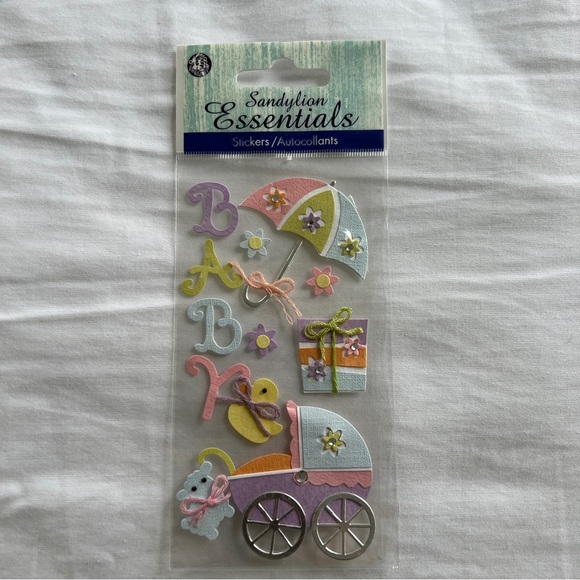 Sandylion
Essentials
Stickers/Autocollants
B
A
B
Y